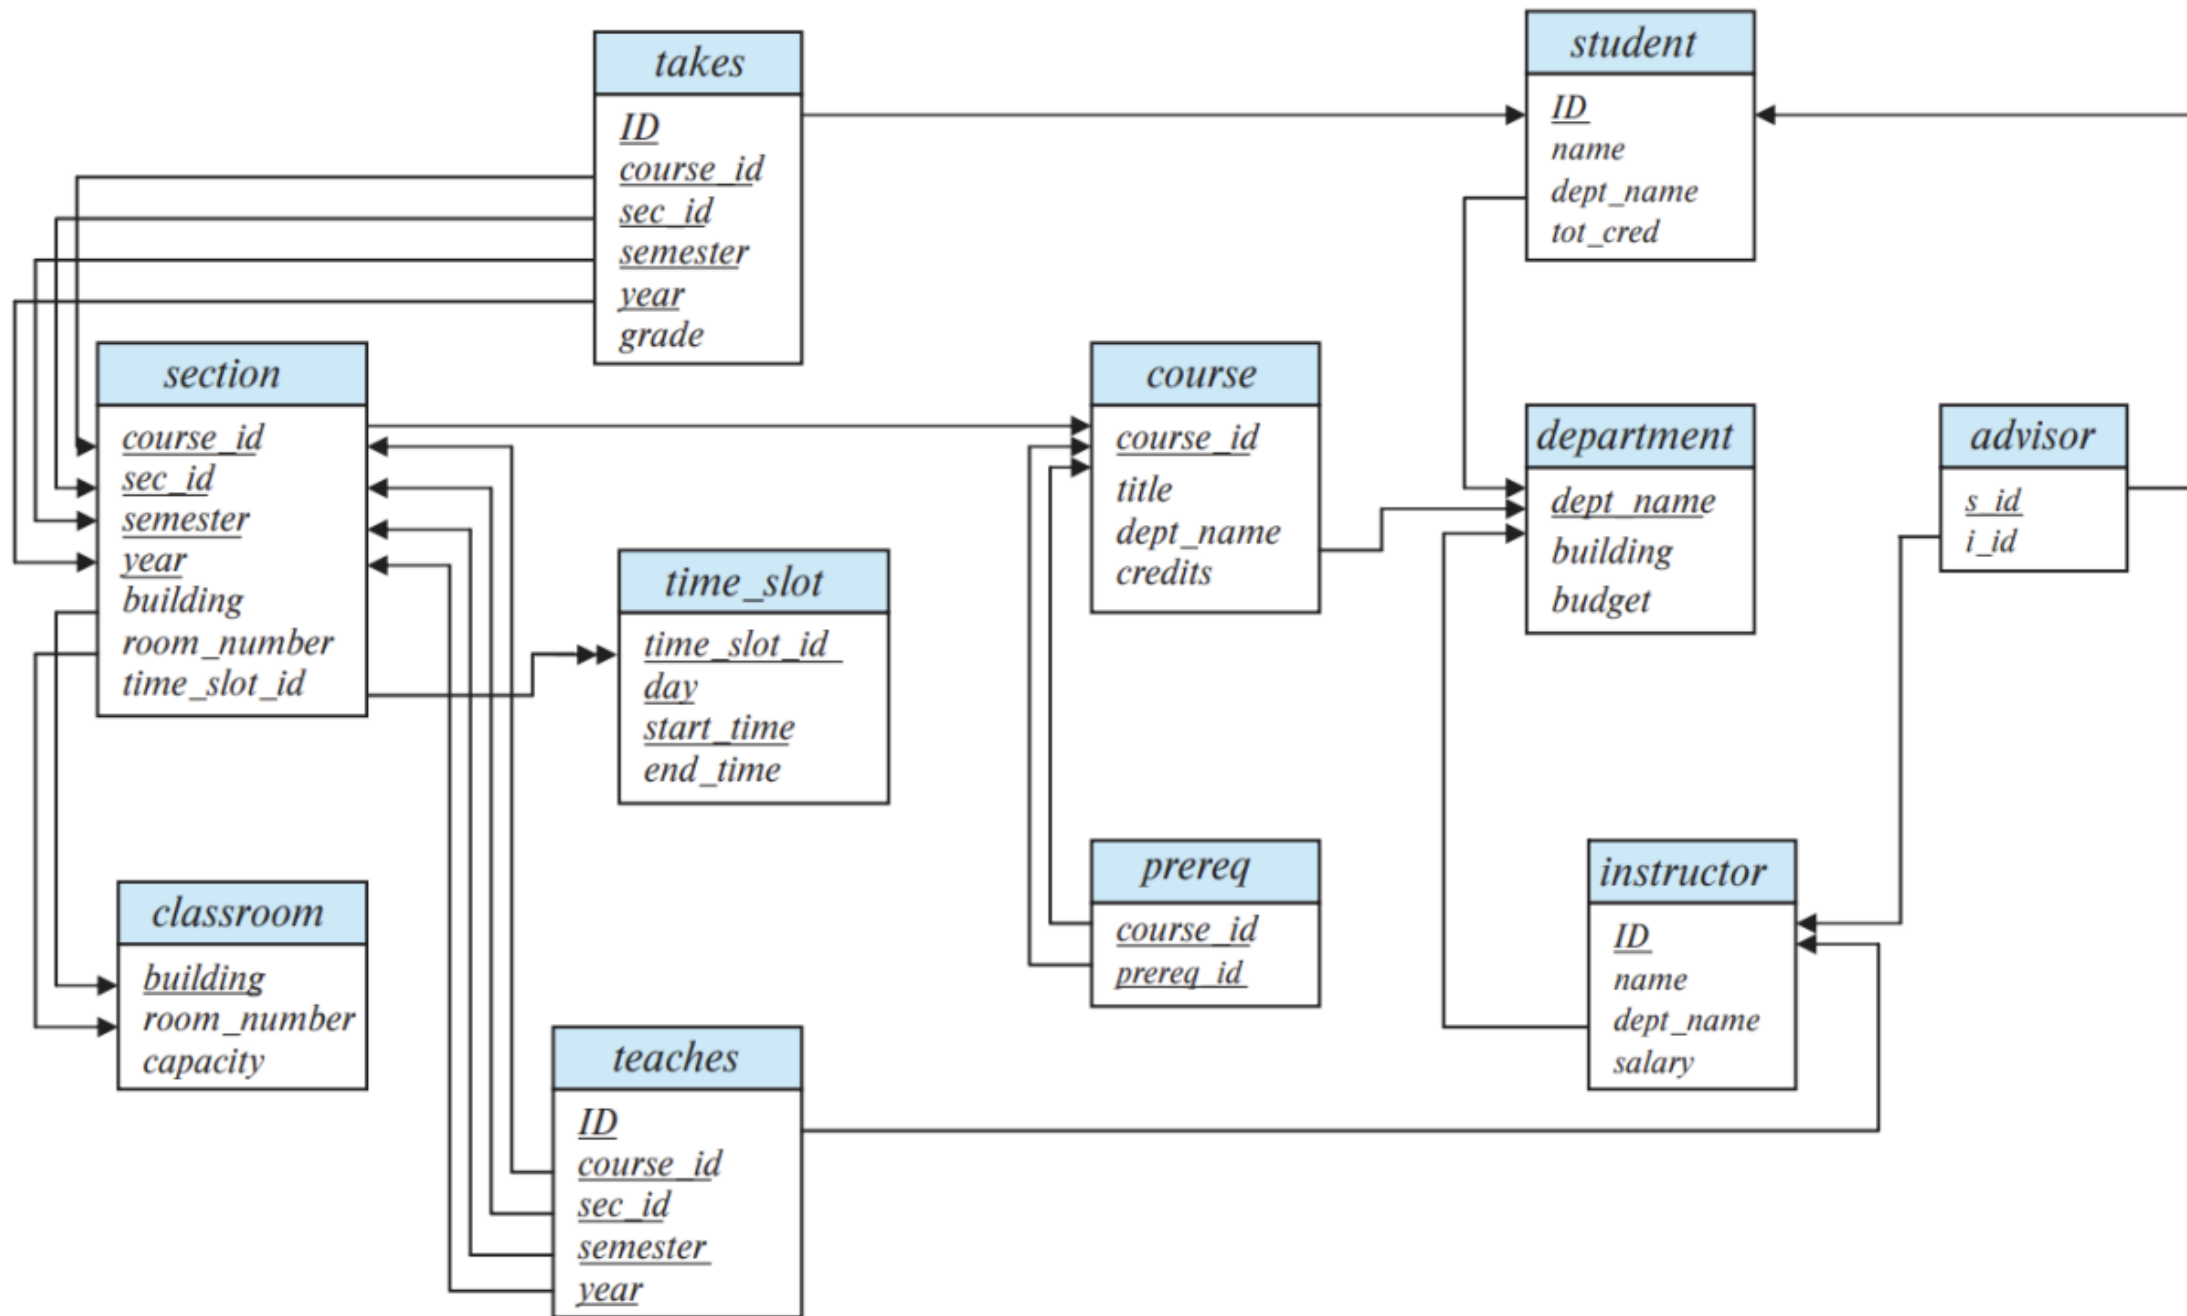 takes
ID
course_id
sec_id
semester
year
grade
student
ID
name
dept_name
tot_cred
section
course_id
sec_id
semester
year
building
room_number
time_slot_id
course
course_id
title
dept_name
credits
department
dept_name
building
budget
advisor
s_id
i_id
time_slot
time_slot_id
day
start_time
end_time
prereq
course_id
prereq_id
instructor
ID
name
dept_name
salary
classroom
building
room_number
capacity
teaches
ID
course_id
sec_id
semester
year